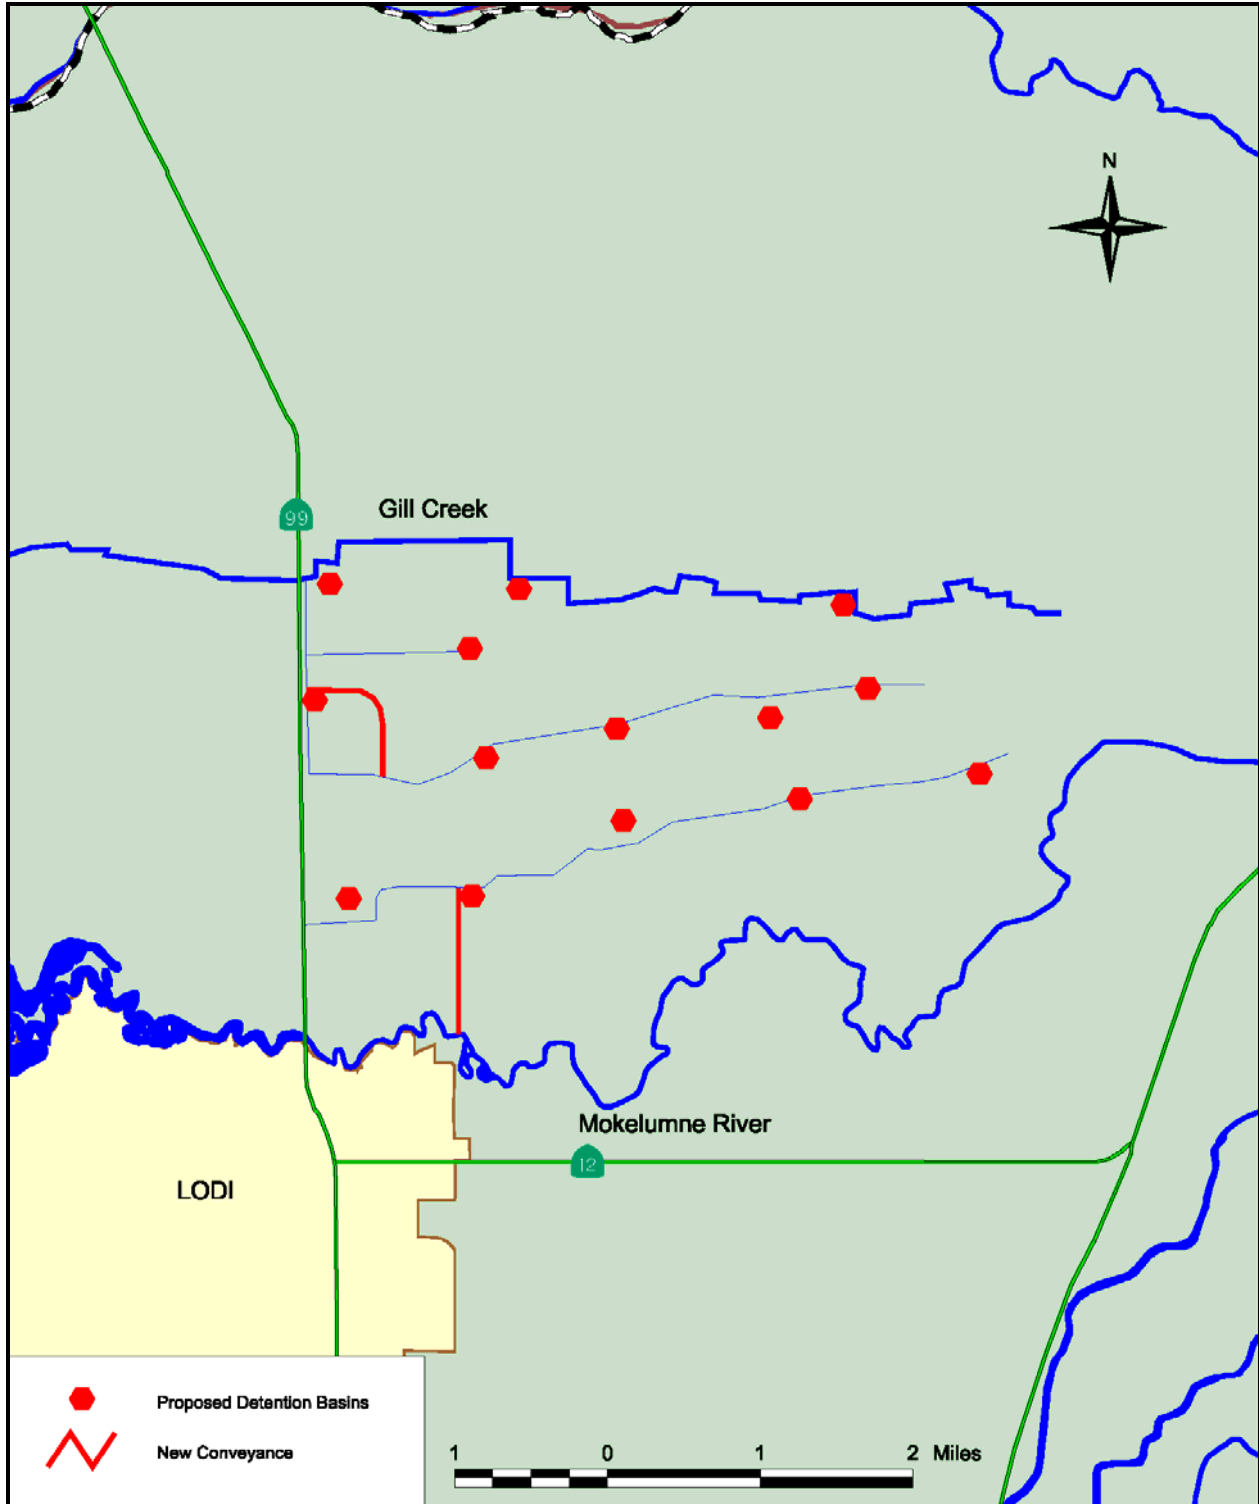 N
99
Gill Creek
Mokelumne River
12
LODI
Proposed Detention Basins
New Conveyance
1 0 1 2 Miles